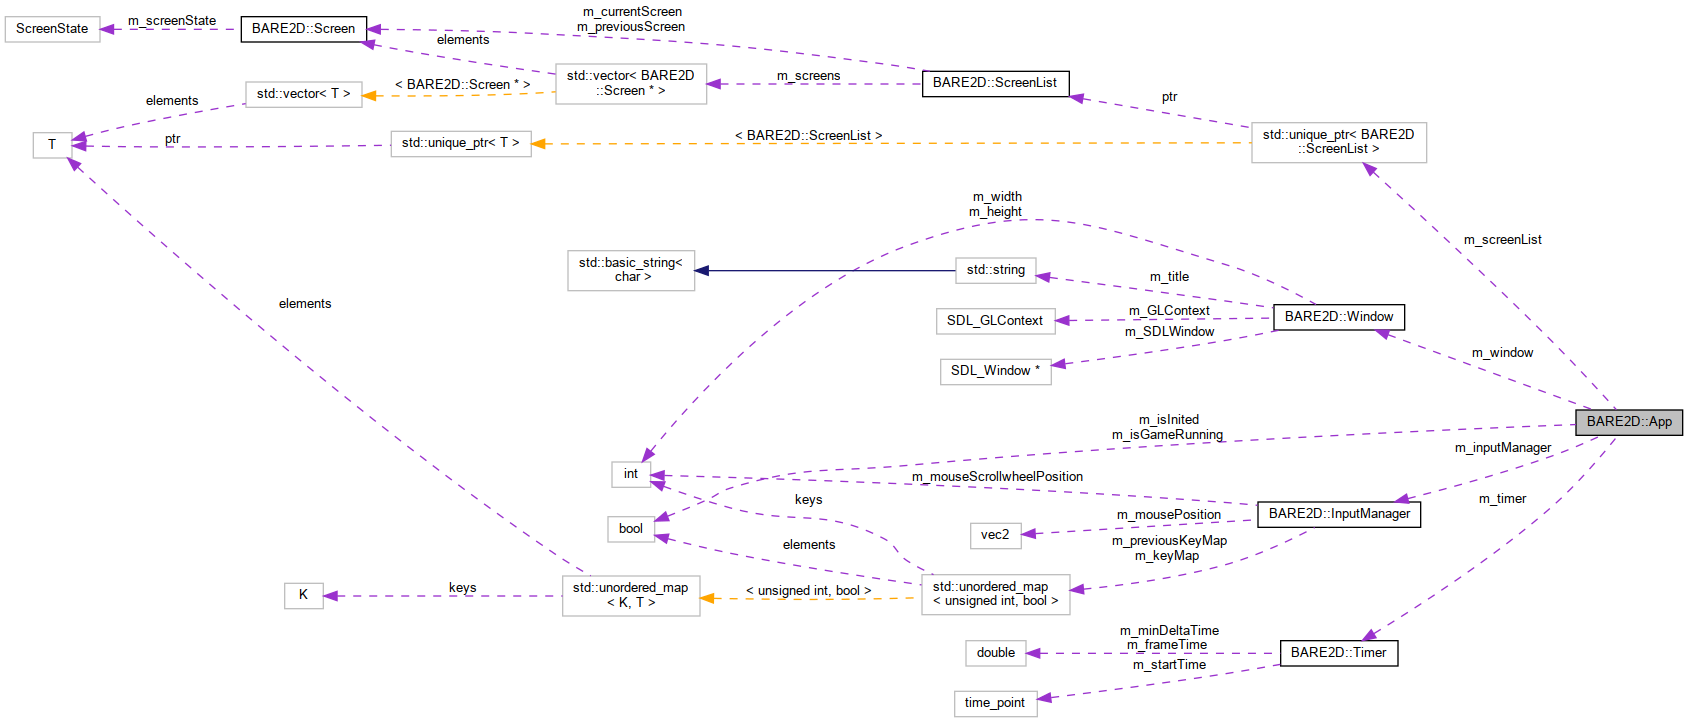 ScreenState
m_screenState
BARE2D::Screen
m_currentScreen
m_previousScreen
elements
std::vector< T >
< BARE2D::Screen * >
std::vector< BARE2D
::Screen * >
m_screens
BARE2D::ScreenList
ptr
elements
T
ptr
std::unique_ptr< T >
< BARE2D::ScreenList >
std::unique_ptr< BARE2D
::ScreenList >
m_width
m_height
m_screenList
std::basic_string<
char >
std::string
m_title
SDL_GLContext
m_GLContext
m_SDLWindow
BARE2D::Window
SDL_Window *
m_window
elements
BARE2D::App
m_isInited
m_isGameRunning
m_inputManager
int
m_mouseScrollwheelPosition
keys
m_timer
bool
elements
vec2
m_mousePosition
BARE2D::InputManager
m_previousKeyMap
m_keyMap
K
keys
std::unordered_map
< K, T >
< unsigned int, bool >
std::unordered_map
< unsigned int, bool >
double
m_minDeltaTime
m_frameTime
m_startTime
BARE2D::Timer
time_point